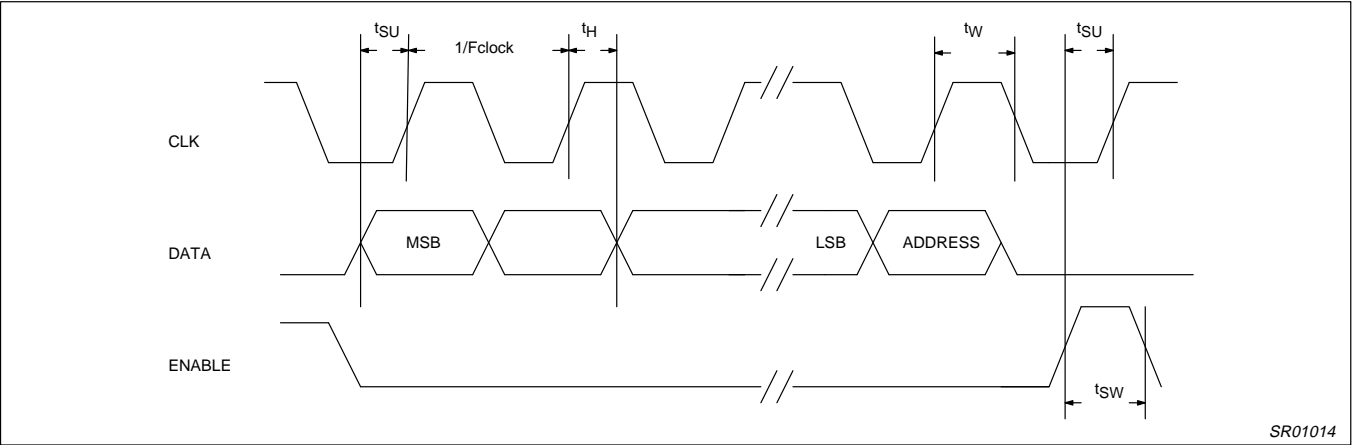 tSU 1/Fclock tH tW tSU
CLK
DATA MSB LSB ADDRESS
ENABLE
tSW
SR01014